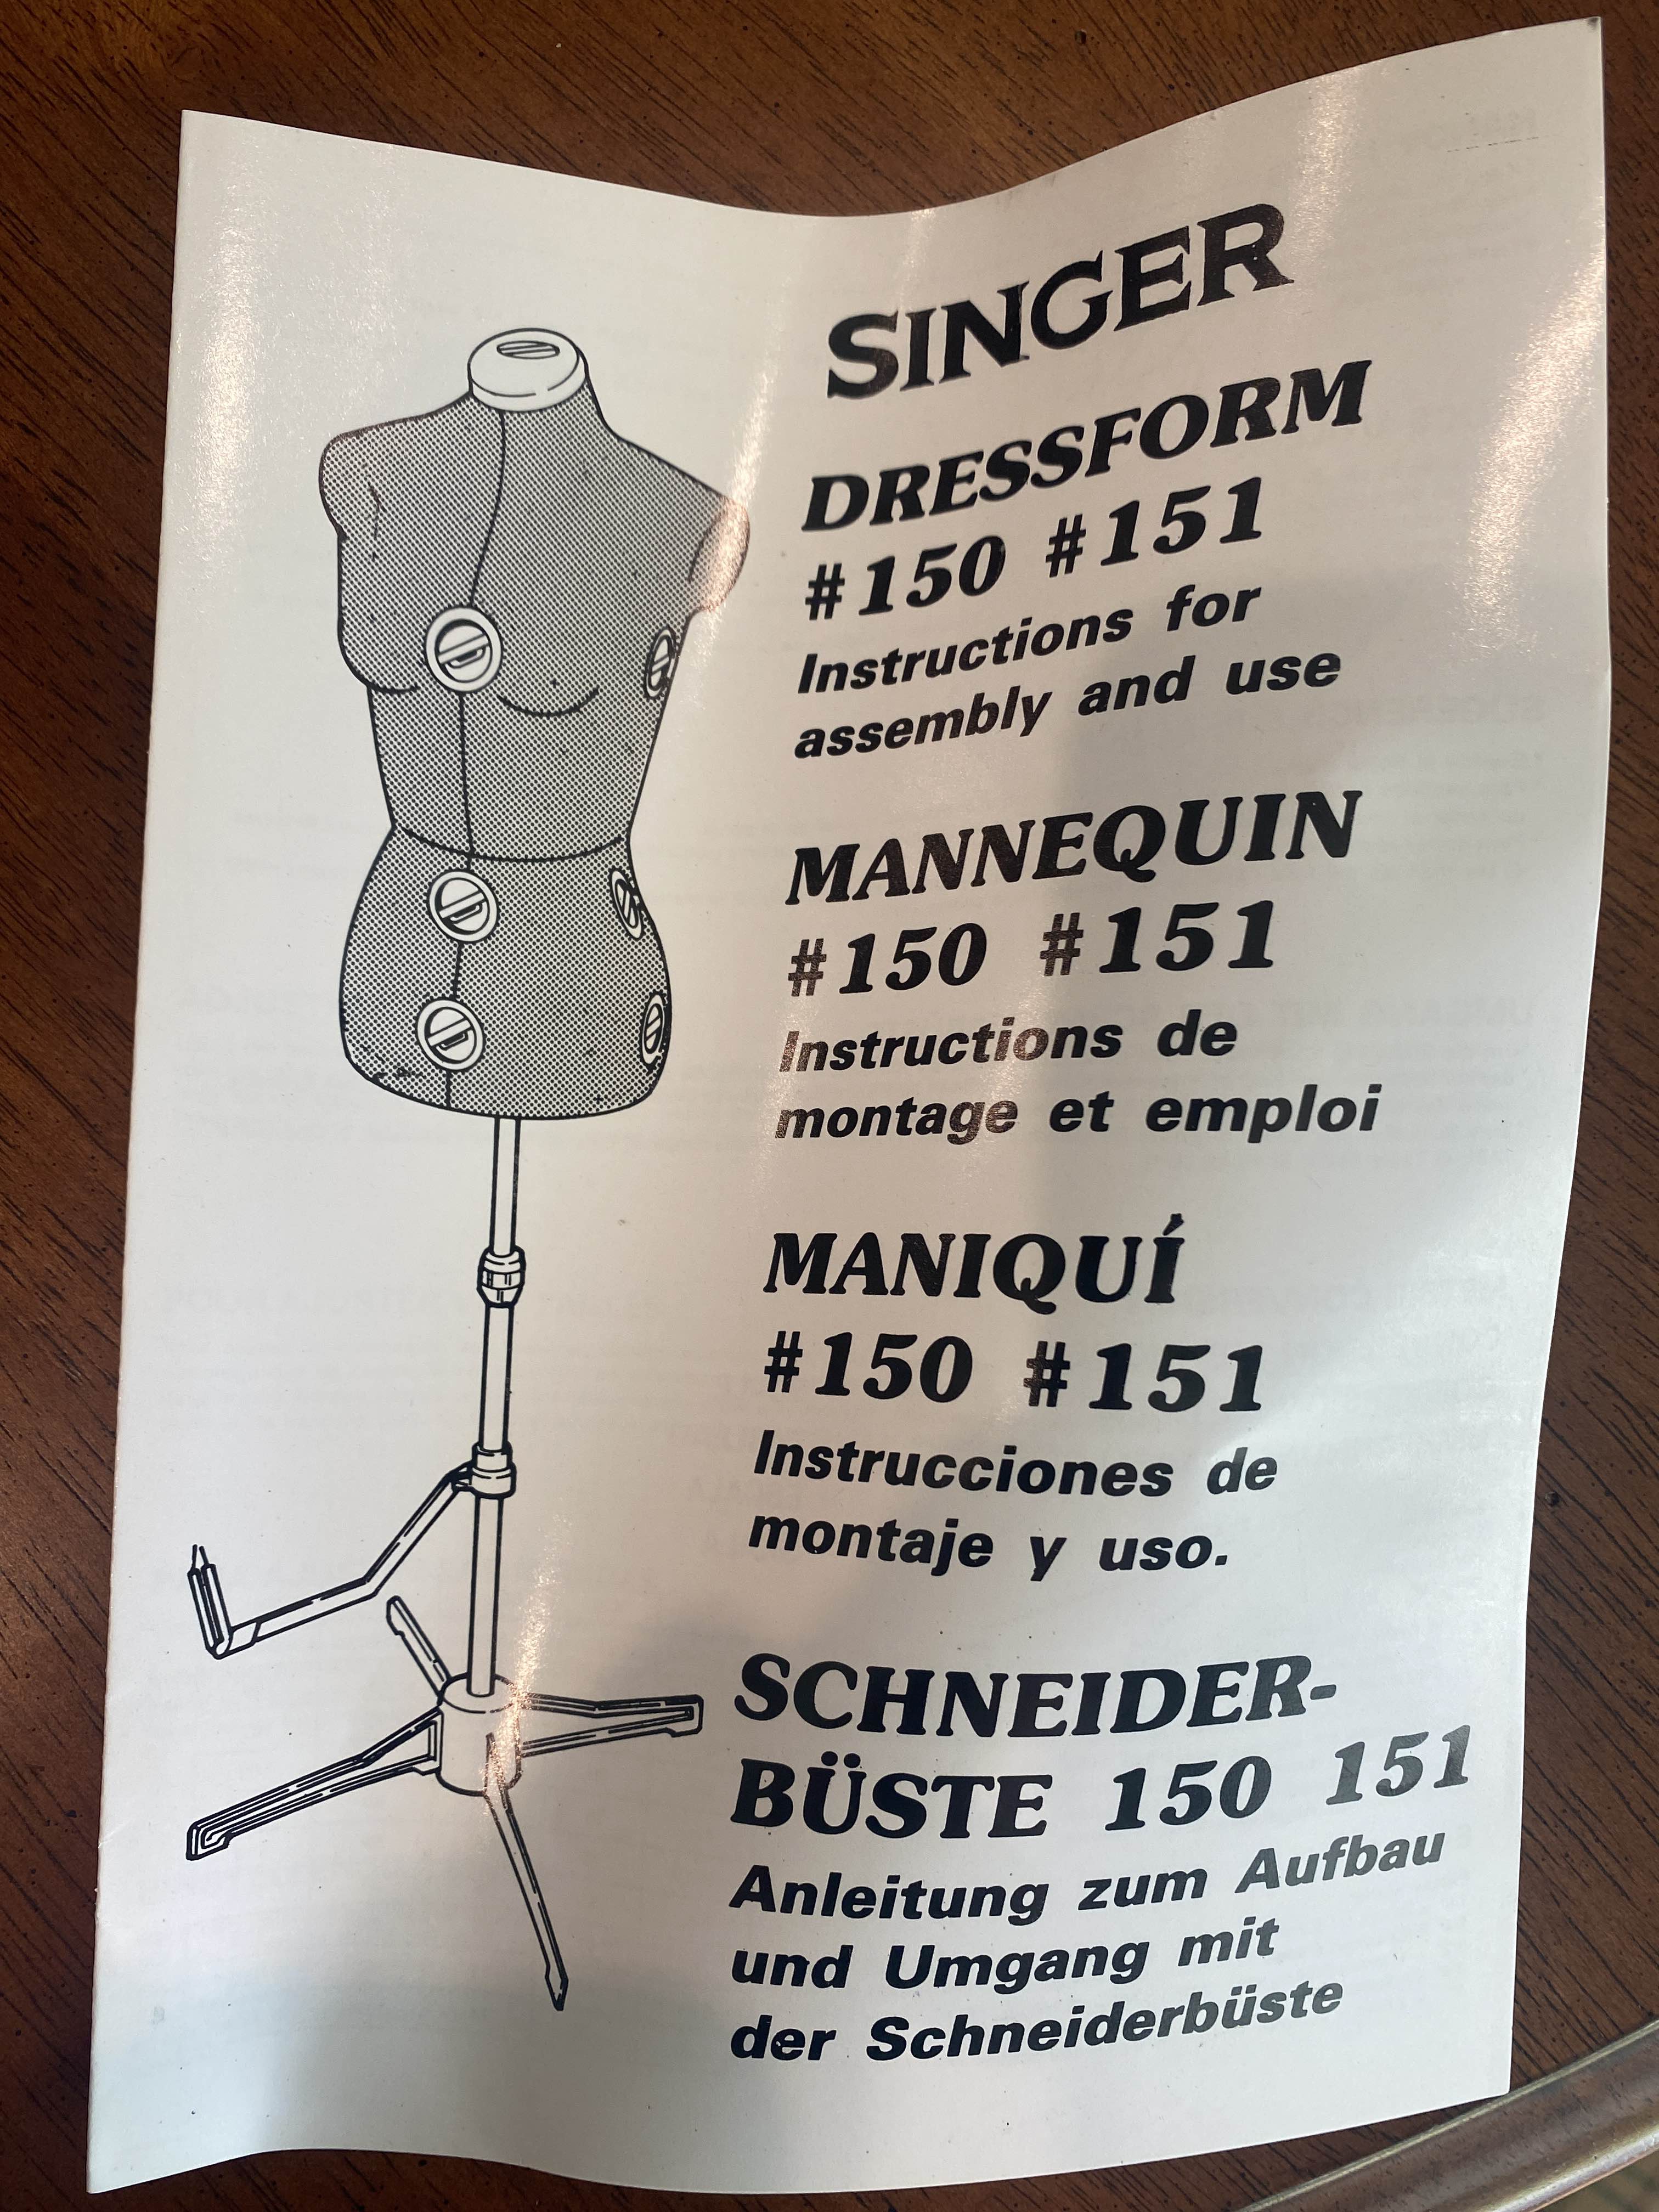 SINGER
DRESSFORM
#150 #151
Instructions for
assembly and use
MANNEQUIN
#150 #151
Instructions de
montage et emploi
MANIQUÍ
#150 #151
Instrucciones de
montaje y uso.
SCHNEIDER-
BÜSTE 150 151
Anleitung zum Aufbau
und Umgang mit
der Schneiderbüste